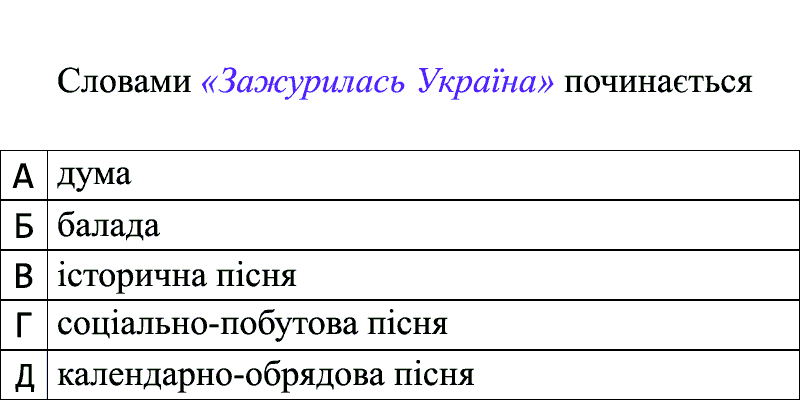 Словами «Зажурилась Україна» починається
А дума
Б балада
В історична пісня
Г соціально-побутова пісня
Д календарно-обрядова пісня